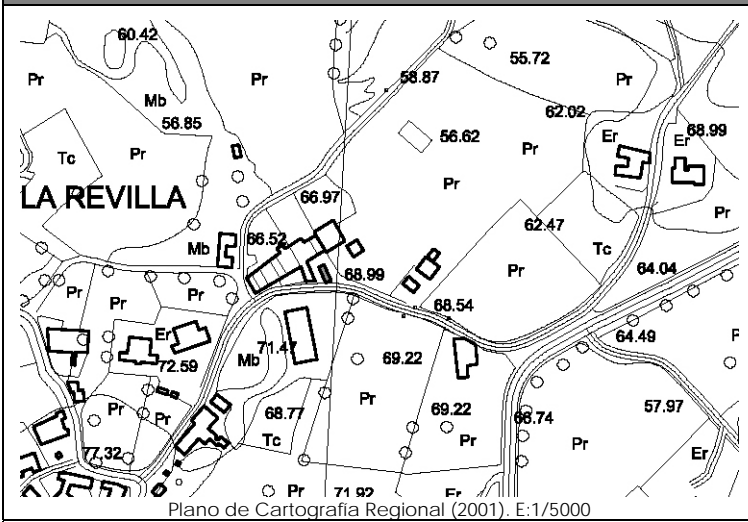 60.42
55.72
Pr
Pr
58.87
Pr
Mb
62.02
56.85
56.62
Er
Er
68.99
Tc
Pr
Pr
Pr
LA REVILLA
66.97
Pr
62.47
66.52
Mb
Tc
68.99
Pr
64.04
Pr
Pr
Pr
68.54
Er
64.49
71.47
Mb
69.22
72.59
Pr
68.77
69.22
57.97
Pr
Pr
66.74
Tc
Pr
Pr
77.32
Er
Pr
71.92
Er
Plano de Cartografía Regional (2001). E:1/5000